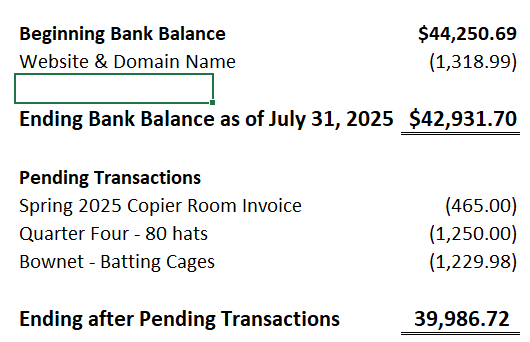 Beginning Bank Balance $44,250.69
Website & Domain Name (1,318.99)
Ending Bank Balance as of July 31, 2025 $42,931.70
Pending Transactions
Spring 2025 Copier Room Invoice (465.00)
Quarter Four - 80 hats (1,250.00)
Bownet - Batting Cages (1,229.98)
Ending after Pending Transactions 39,986.72